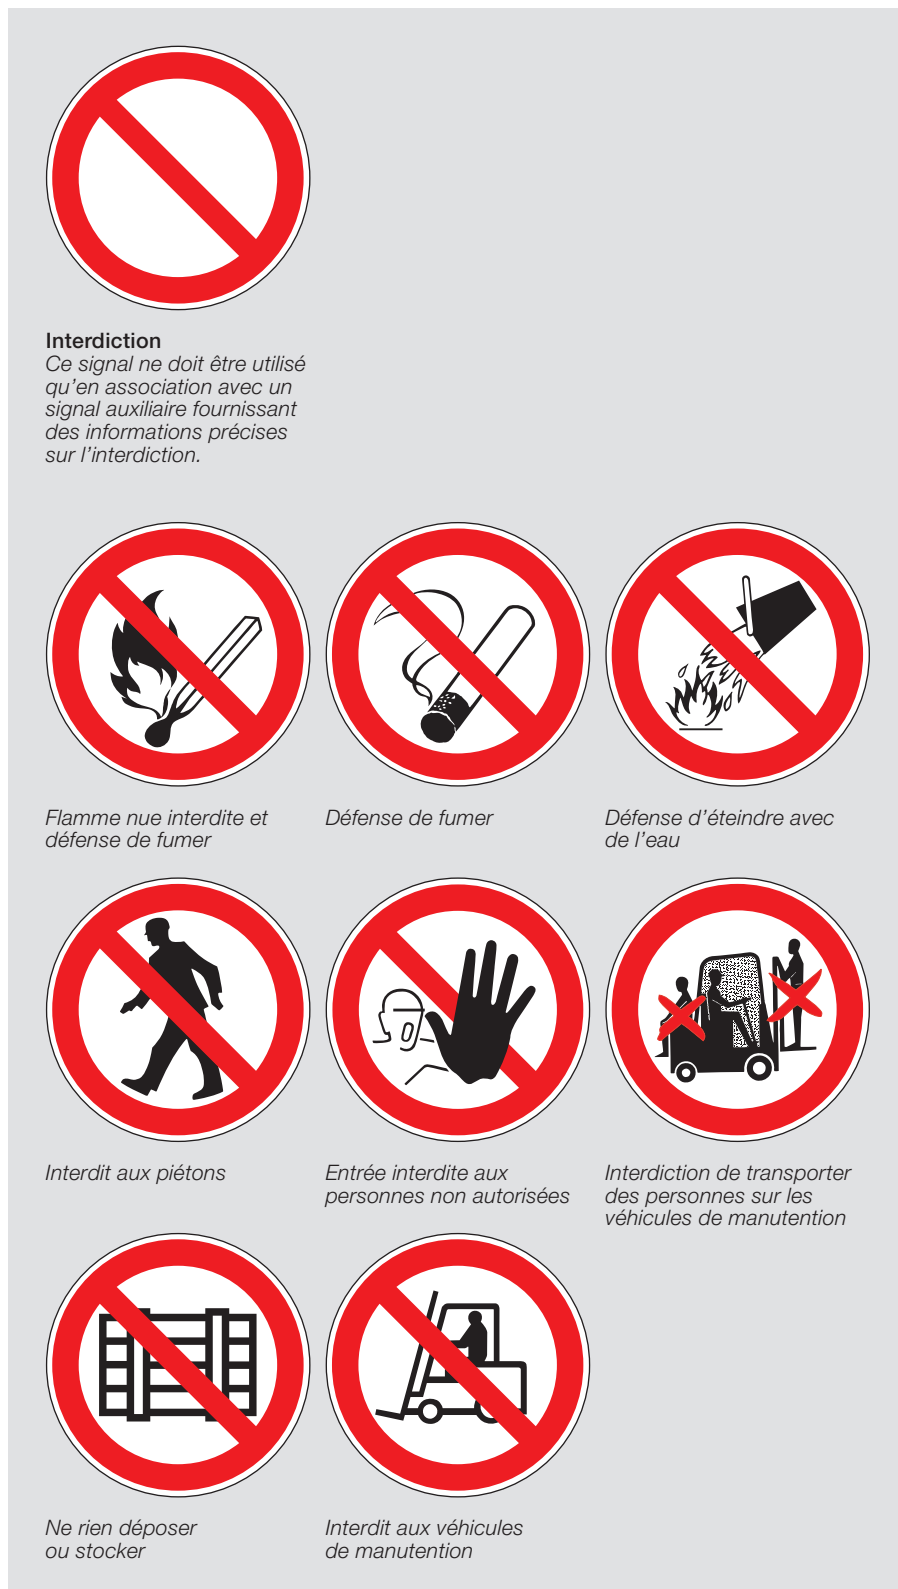 Interdiction
Ce signal ne doit être utilisé
qu'en association avec un
signal auxiliaire fournissant
des informations précises
sur l'interdiction.
Flamme nue interdite et
défense de fumer
Défense de fumer
Défense d'éteindre avec
de l'eau
Interdit aux piétons
Entrée interdite aux
personnes non autorisées
Interdiction de transporter
des personnes sur les
véhicules de manutention
Ne rien déposer
ou stocker
Interdit aux véhicules
de manutention